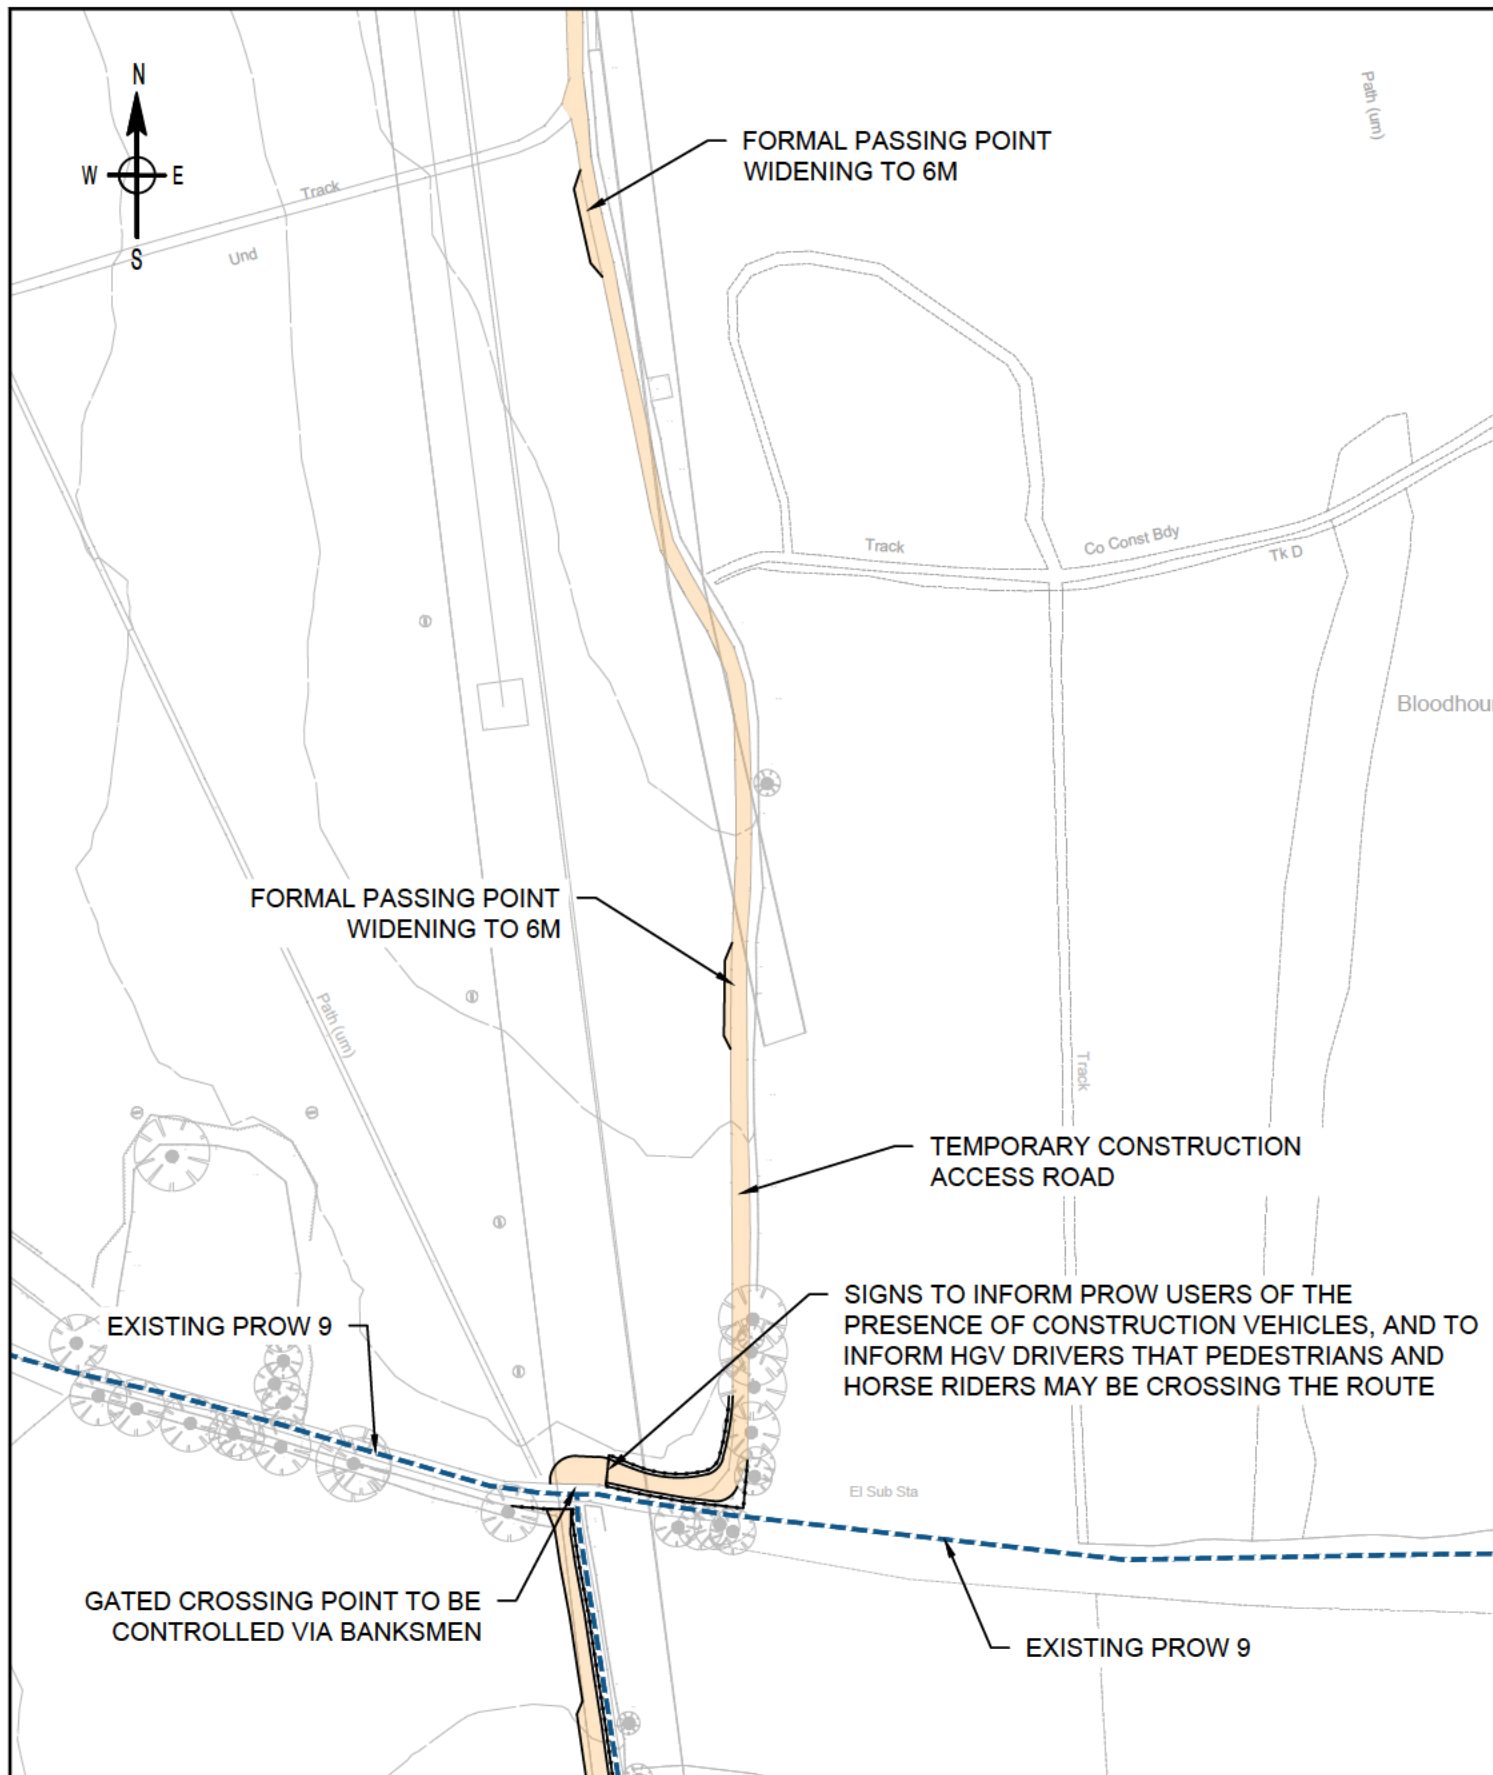 N
W E
S
Path (um)
FORMAL PASSING POINT
WIDENING TO 6M
Track
Und
Track
Co Const Bdy
Tk D
Bloodhou
FORMAL PASSING POINT
WIDENING TO 6M
Path (um)
Track
TEMPORARY CONSTRUCTION
ACCESS ROAD
SIGNS TO INFORM PROW USERS OF THE
PRESENCE OF CONSTRUCTION VEHICLES, AND TO
INFORM HGV DRIVERS THAT PEDESTRIANS AND
HORSE RIDERS MAY BE CROSSING THE ROUTE
EXISTING PROW 9
El Sub Sta
GATED CROSSING POINT TO BE
CONTROLLED VIA BANKSMEN
EXISTING PROW 9